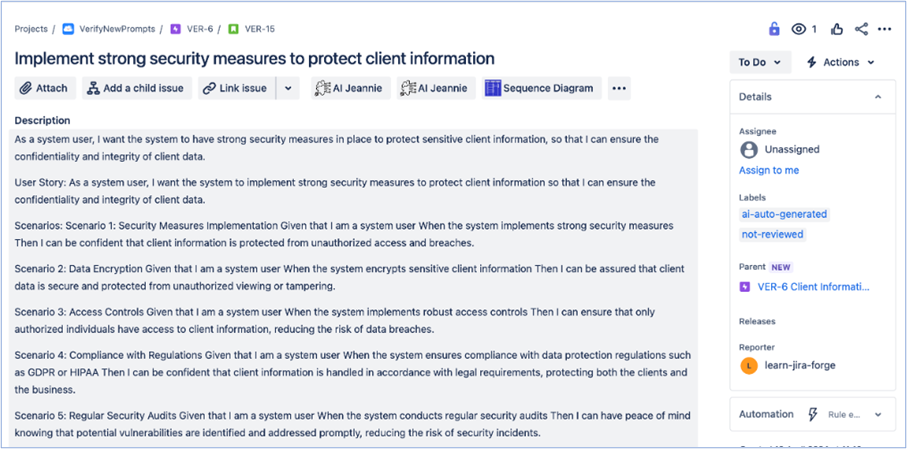 Projects / VerifyNewPrompts / VER-6 / VER-15
1
Implement strong security measures to protect client information
Attach
Add a child issue
Link issue
AI Jeannie
AI Jeannie
Sequence Diagram
Description
As a system user, I want the system to have strong security measures in place to protect sensitive client information, so that I can ensure the
confidentiality and integrity of client data.
User Story: As a system user, I want the system to implement strong security measures to protect client information so that I can ensure the
confidentiality and integrity of client data.
Scenarios: Scenario 1: Security Measures Implementation Given that I am a system user When the system implements strong security measures
Then I can be confident that client information is protected from unauthorized access and breaches.
Scenario 2: Data Encryption Given that I am a system user When the system encrypts sensitive client information Then I can be assured that client
data is secure and protected from unauthorized viewing or tampering.
Scenario 3: Access Controls Given that I am a system user When the system implements robust access controls Then I can ensure that only
authorized individuals have access to client information, reducing the risk of data breaches.
Scenario 4: Compliance with Regulations Given that I am a system user When the system ensures compliance with data protection regulations such
as GDPR or HIPAA Then I can be confident that client information is handled in accordance with legal requirements, protecting both the clients and
the business.
Scenario 5: Regular Security Audits Given that I am a system user When the system conducts regular security audits Then I can have peace of mind
knowing that potential vulnerabilities are identified and addressed promptly, reducing the risk of security incidents.
To Do
Actions
Details
Assignee
Unassigned
Assign to me
Labels
ai-auto-generated
not-reviewed
Parent NEW
VER-6 Client Informati...
Releases
Reporter
L learn-jira-forge
Automation
Rule e...